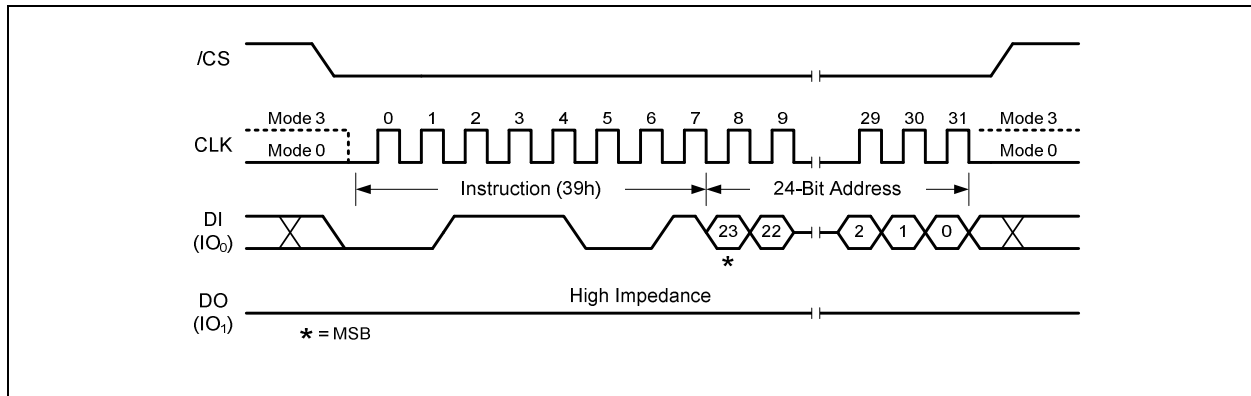 /CS
Mode 3 0 1 2 3 4 5 6 7 8 9 29 30 31 Mode 3
CLK
Mode 0 Mode 0
Instruction (39h) 24-Bit Address
DI
(IO₀)
23 22 2 1 0
*
High Impedance
DO
(IO₁)
* = MSB